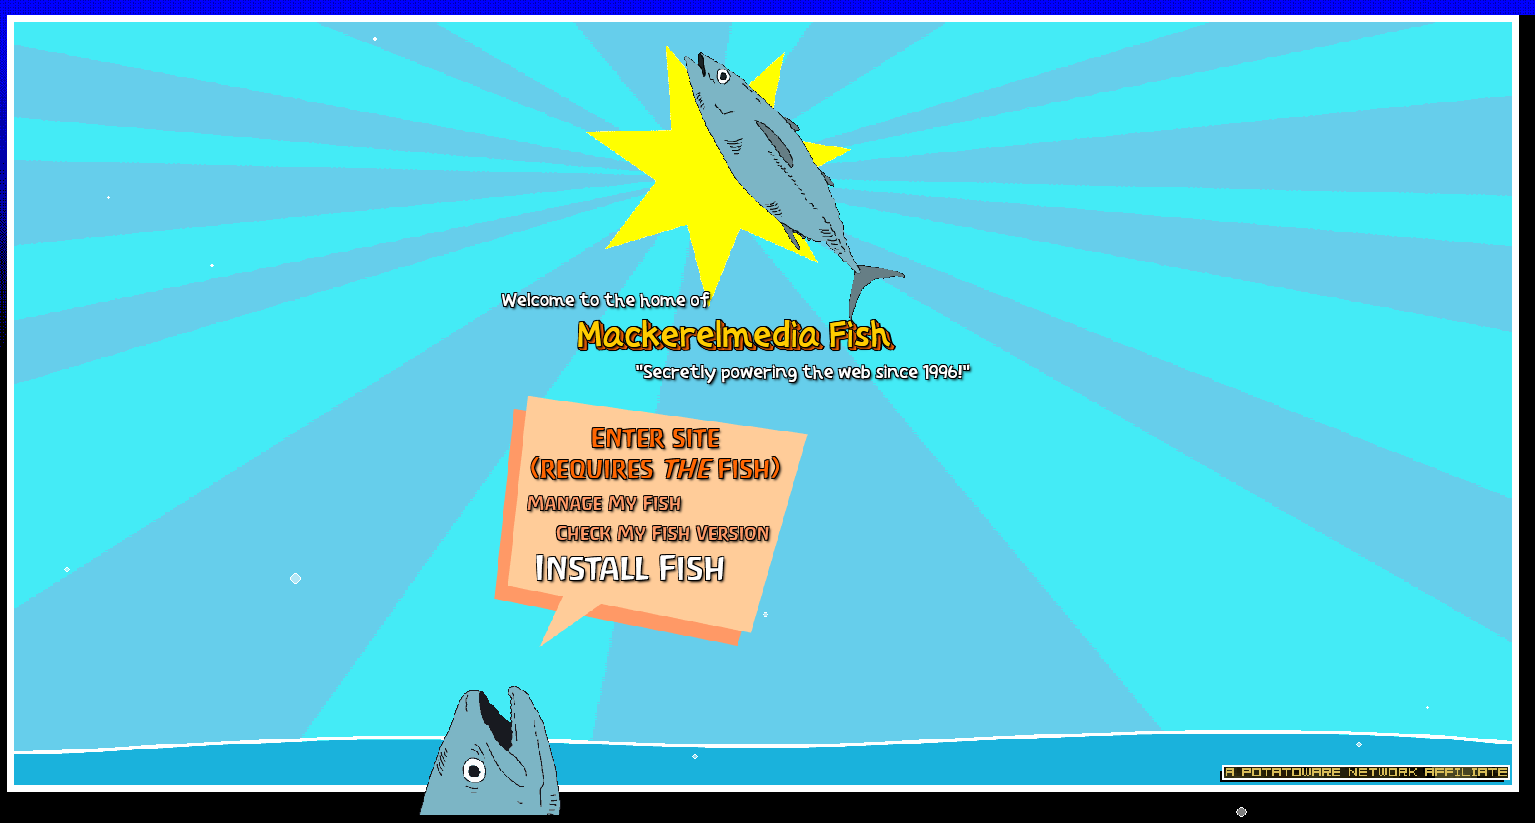 Welcome to the home of
Mackerelmedia Fish
"Secretly powering the web since 1996!"
ENTER SITE
(REQUIRES THE FISH)
MANAGE MY FISH
CHECK MY FISH VERSION
INSTALL FISH
A POTATOWARE NETWORK AFFILIATE